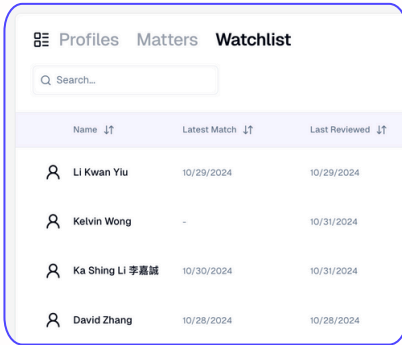 Profiles Matters Watchlist
Search...
Name Latest Match Last Reviewed
Li Kwan Yiu 10/29/2024 10/29/2024
Kelvin Wong - 10/31/2024
Ka Shing Li 李嘉誠 10/30/2024 10/31/2024
David Zhang 10/28/2024 10/28/2024